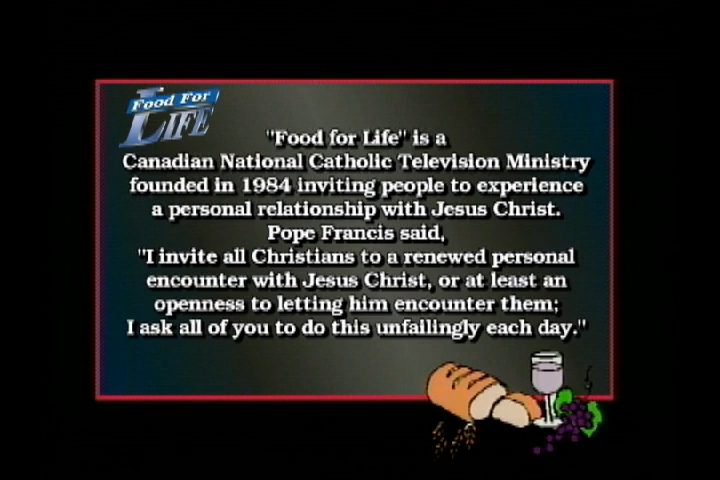 Food For
LIFE
"Food for Life" is a
Canadian National Catholic Television Ministry
founded in 1984 inviting people to experience
a personal relationship with Jesus Christ.
Pope Francis said,
"I invite all Christians to a renewed personal
encounter with Jesus Christ, or at least an
openness to letting him encounter them;
I ask all of you to do this unfailingly each day."